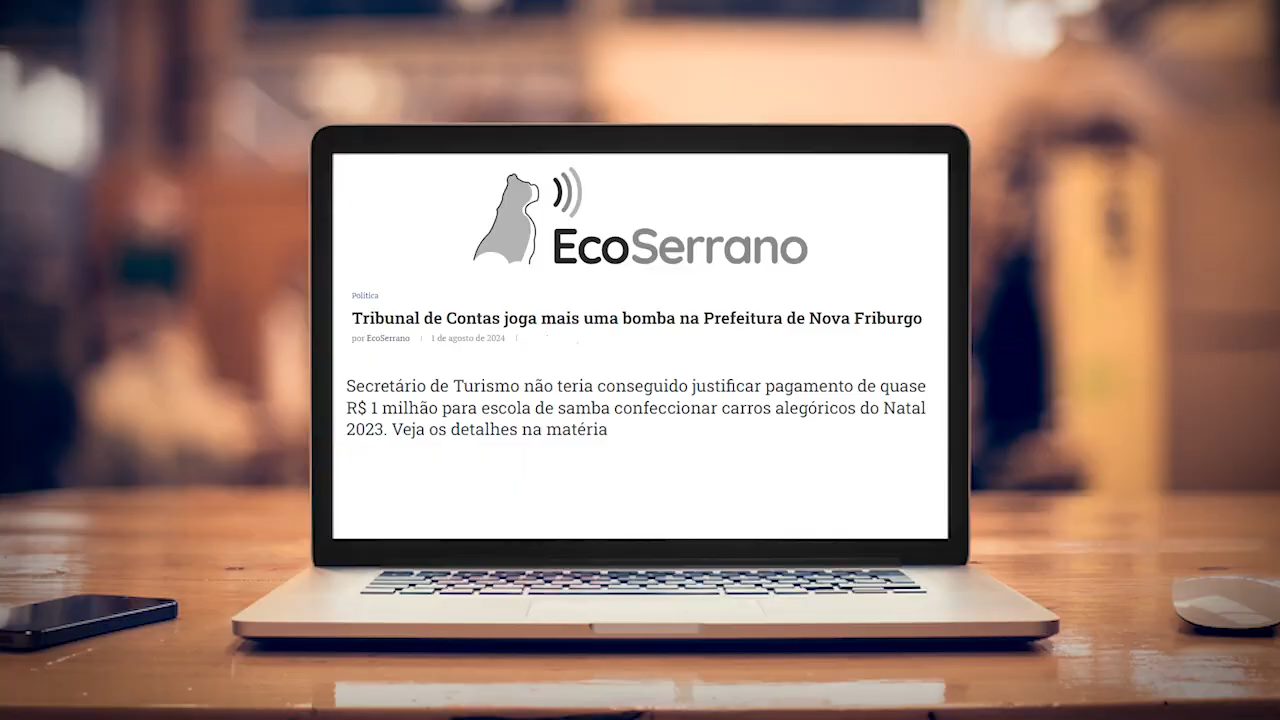 EcoSerrano
Política
Tribunal de Contas joga mais uma bomba na Prefeitura de Nova Friburgo
por EcoSerrano | 1 de agosto de 2024 |
Secretário de Turismo não teria conseguido justificar pagamento de quase
R$ 1 milhão para escola de samba confeccionar carros alegóricos do Natal
2023. Veja os detalhes na matéria